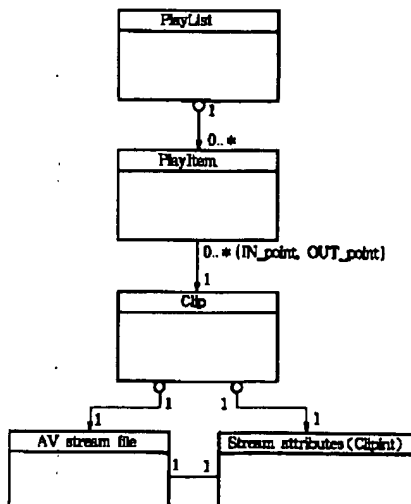 PlayList
1
0..*
PlayItem
0..* {IN_point, OUT_point}
1
Clip
1 1
1 1
AV stream file
Stream attributes (ClipInf)
1 1